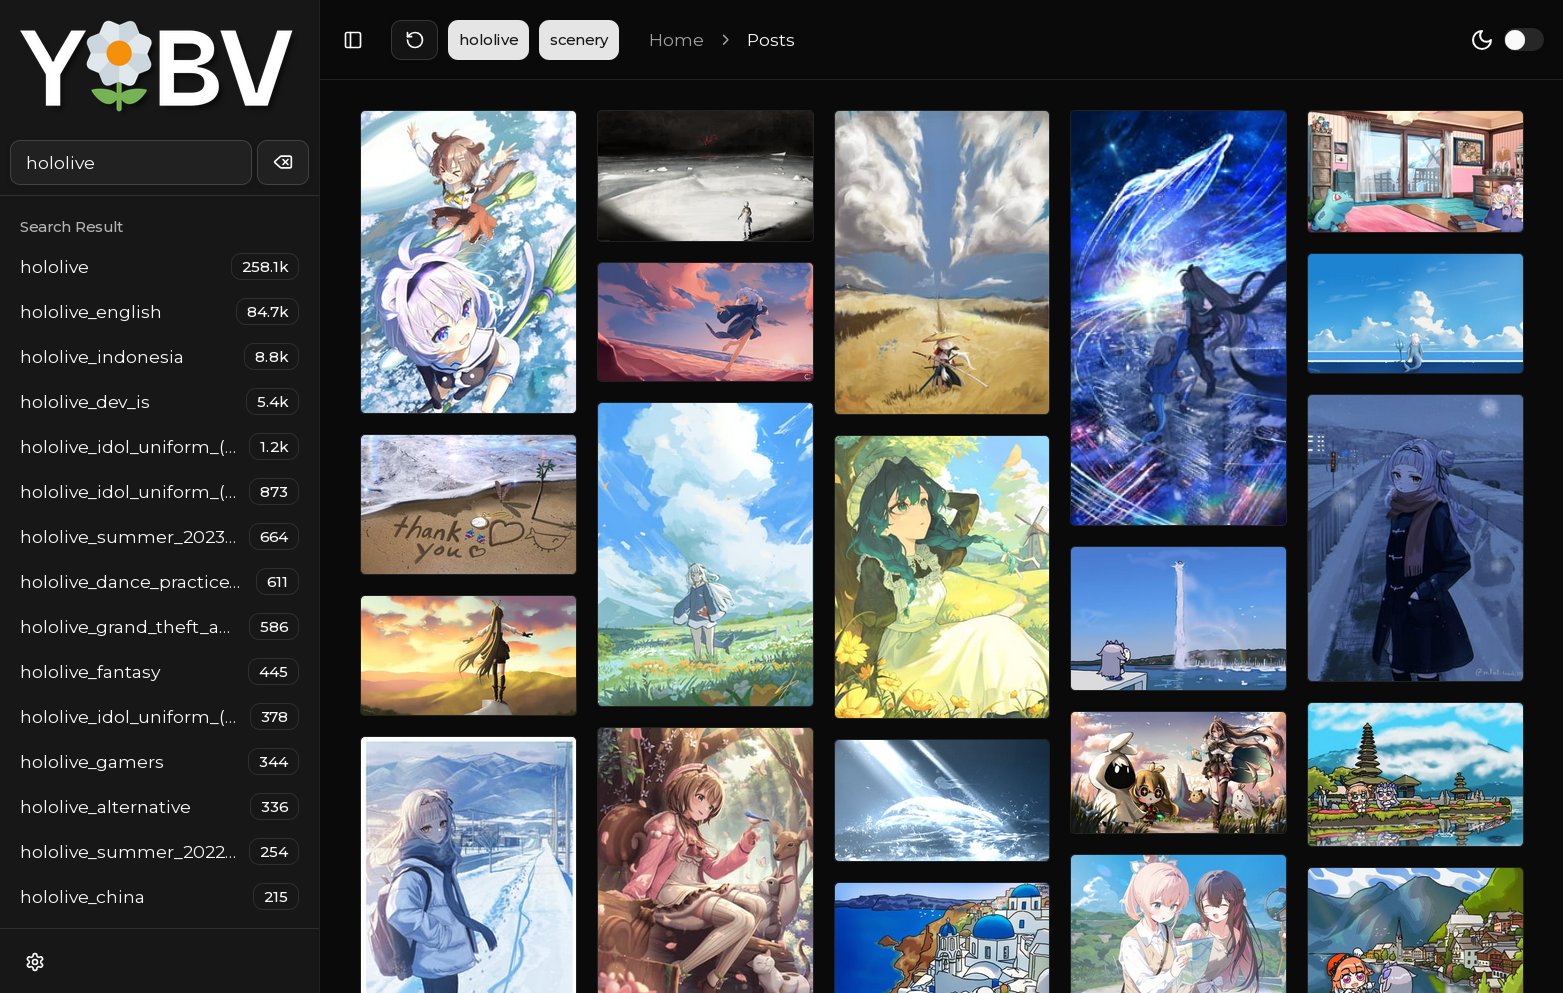 YOBV
hololive scenery Home Posts
hololive
Search Result
hololive 258.1k
hololive_english 84.7k
hololive_indonesia 8.8k
hololive_dev_is 5.4k
hololive_idol_uniform_(... 1.2k
hololive_idol_uniform_(... 873
hololive_summer_2023... 664
hololive_dance_practice... 611
hololive_grand_theft_a... 586
hololive_fantasy 445
hololive_idol_uniform_(... 378
hololive_gamers 344
hololive_alternative 336
hololive_summer_2022... 254
hololive_china 215
thank
you